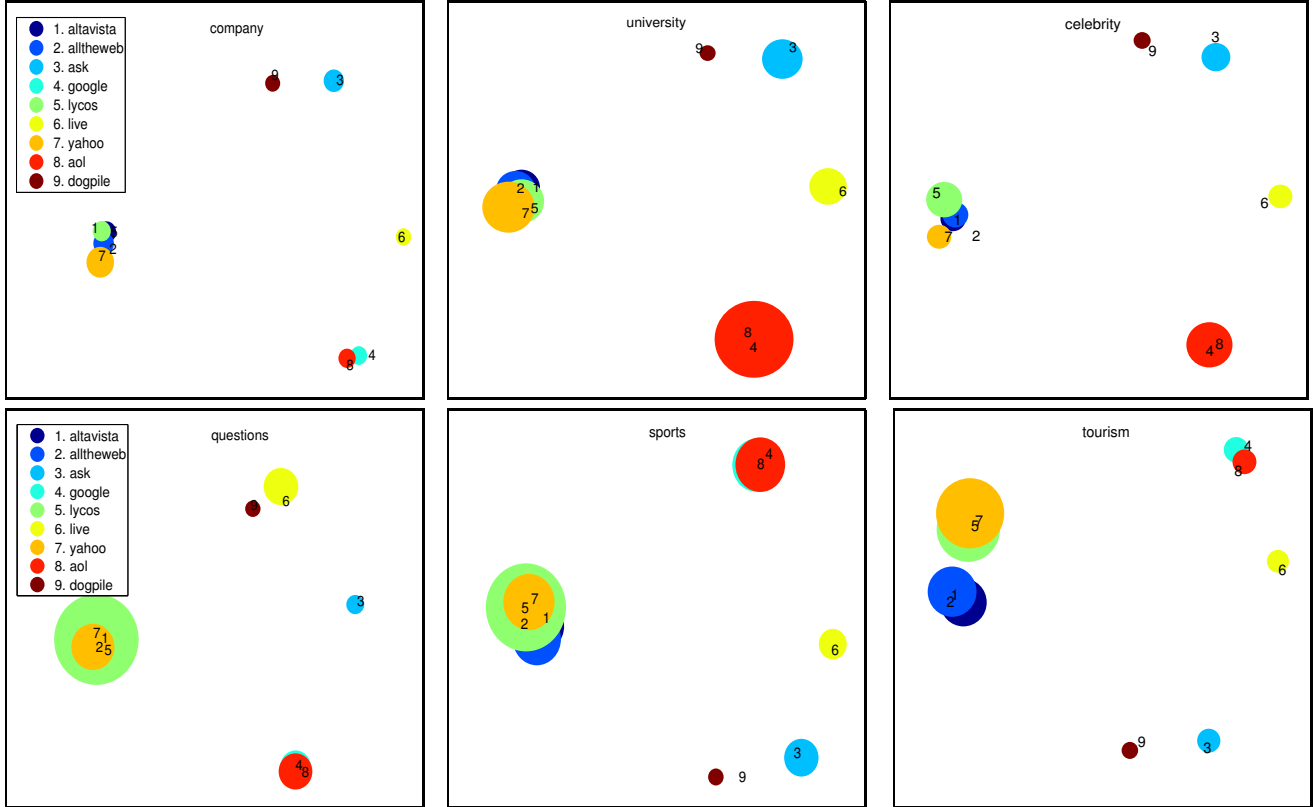 company
1. altavista
2. alltheweb
3. ask
4. google
5. lycos
6. live
7. yahoo
8. aol
9. dogpile
9
3
1
5
2
7
6
4
8
university
9
3
2
1
7
5
6
8
4
celebrity
3
9
5
1
7
2
6
4
8
questions
1. altavista
2. alltheweb
3. ask
4. google
5. lycos
6. live
7. yahoo
8. aol
9. dogpile
6
9
3
7
1
2
5
4
8
sports
4
8
7
5
1
2
6
3
9
tourism
4
8
7
5
6
1
2
9
3